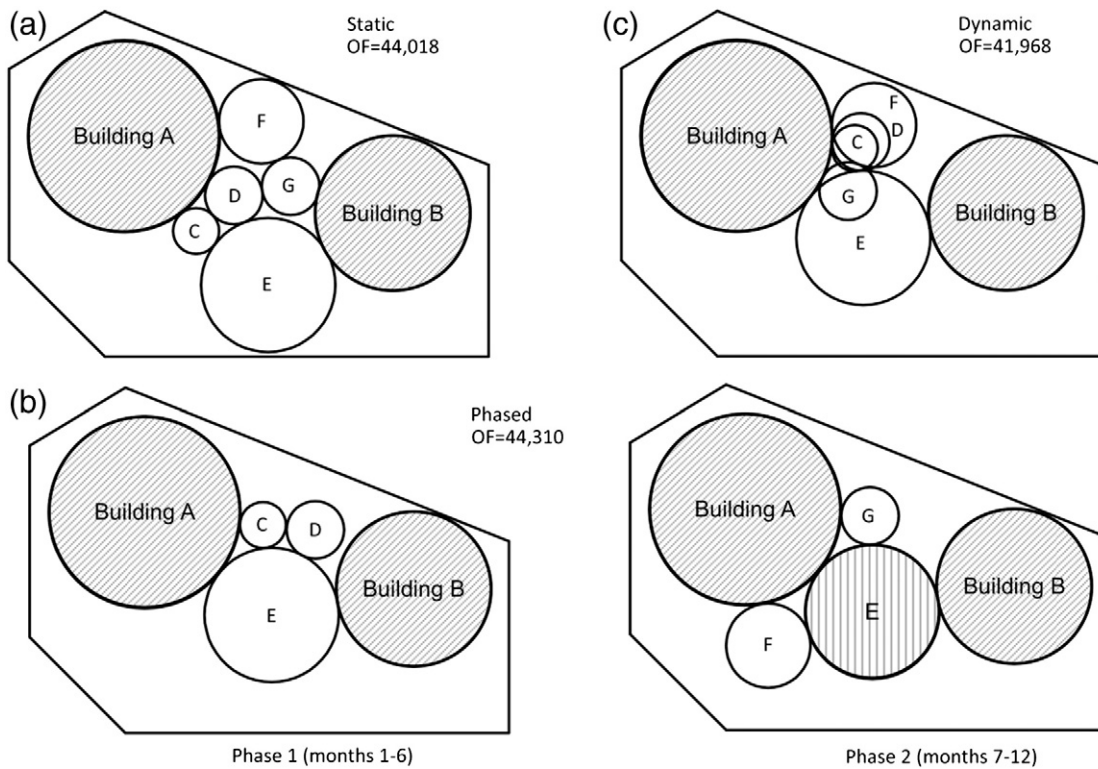 (a)
Static
OF=44,018
Building A
F
D
G
C
Building B
E
(c)
Dynamic
OF=41,968
Building A
F
D
C
G
E
Building B
(b)
Phased
OF=44,310
Building A
C
D
E
Building B
Phase 1 (months 1-6)
Building A
G
E
F
Building B
Phase 2 (months 7-12)